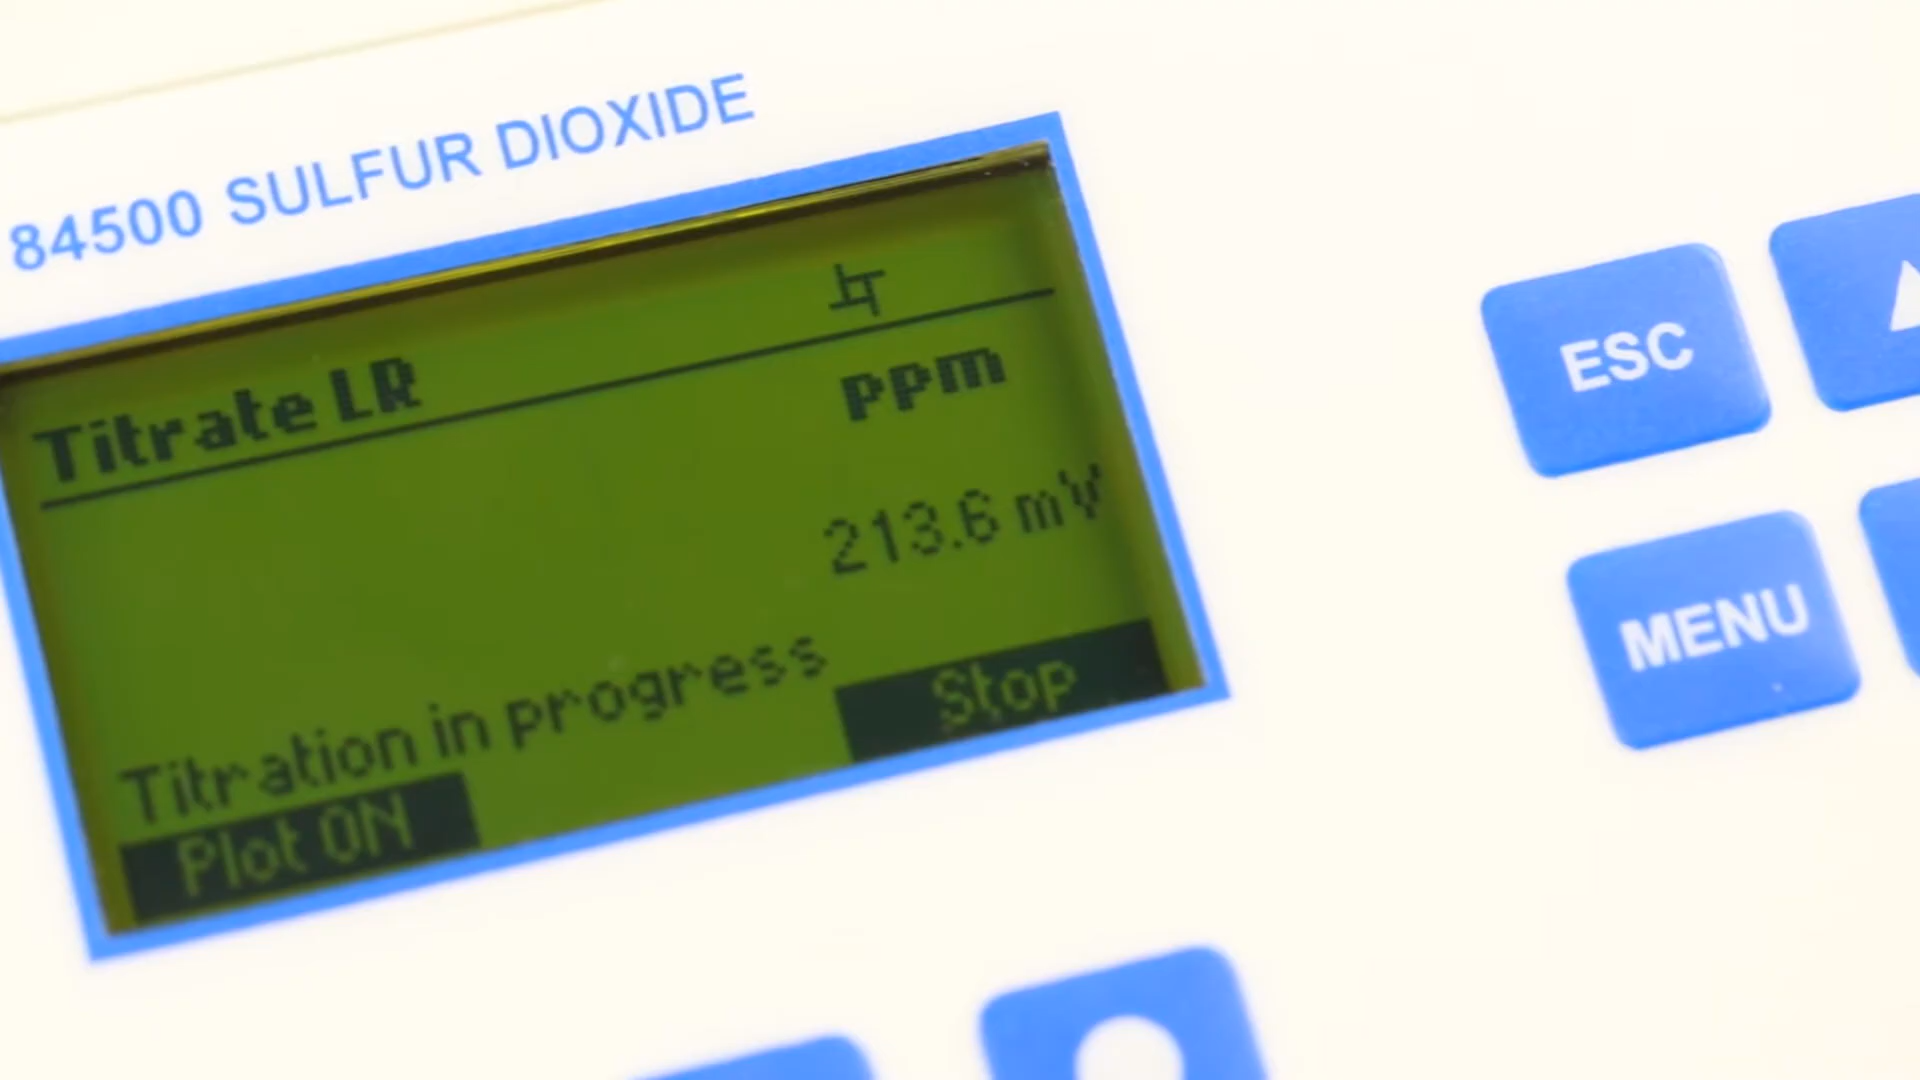 84500 SULFUR DIOXIDE
Titrate LR
ppm
213.6 mV
Titration in progress
Plot ON
Stop
ESC
MENU